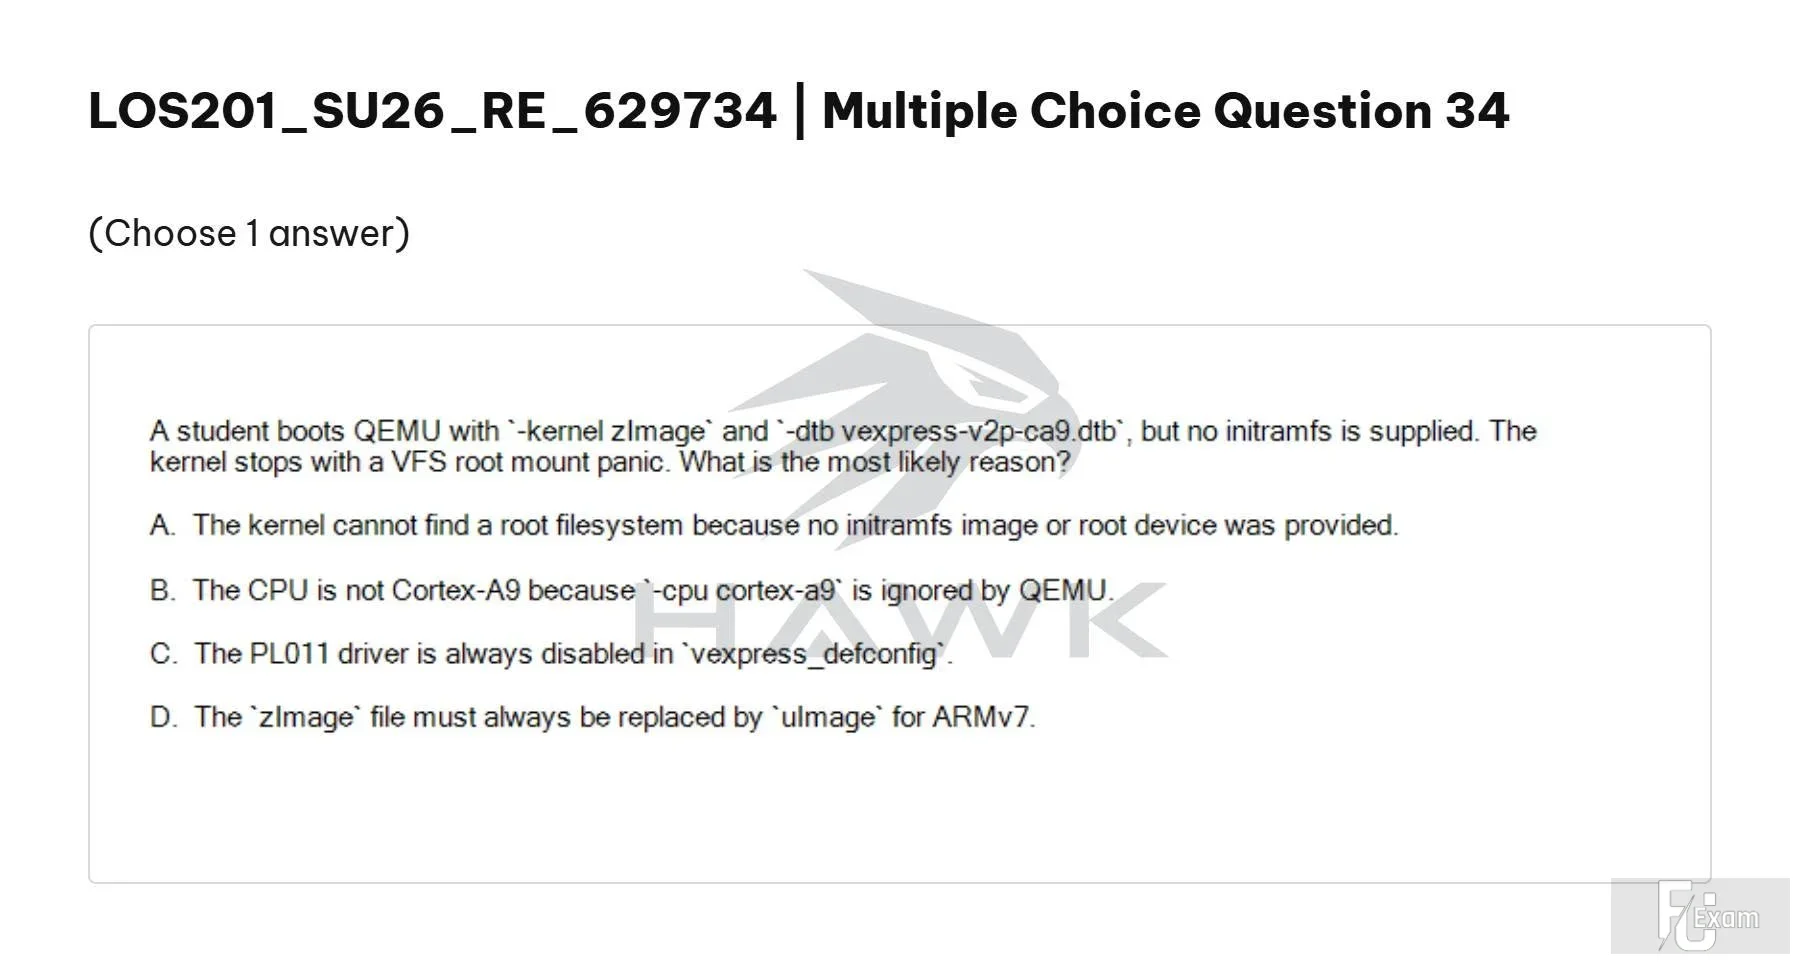 LOS201_SU26_RE_629734 | Multiple Choice Question 34
(Choose 1 answer)
A student boots QEMU with `-kernel zImage` and `-dtb vexpress-v2p-ca9.dtb`, but no initramfs is supplied. The
kernel stops with a VFS root mount panic. What is the most likely reason?
A. The kernel cannot find a root filesystem because no initramfs image or root device was provided.
B. The CPU is not Cortex-A9 because `-cpu cortex-a9` is ignored by QEMU.
C. The PL011 driver is always disabled in `vexpress_defconfig`.
D. The `zImage` file must always be replaced by `uImage` for ARMv7.
HAWK
FU Exam